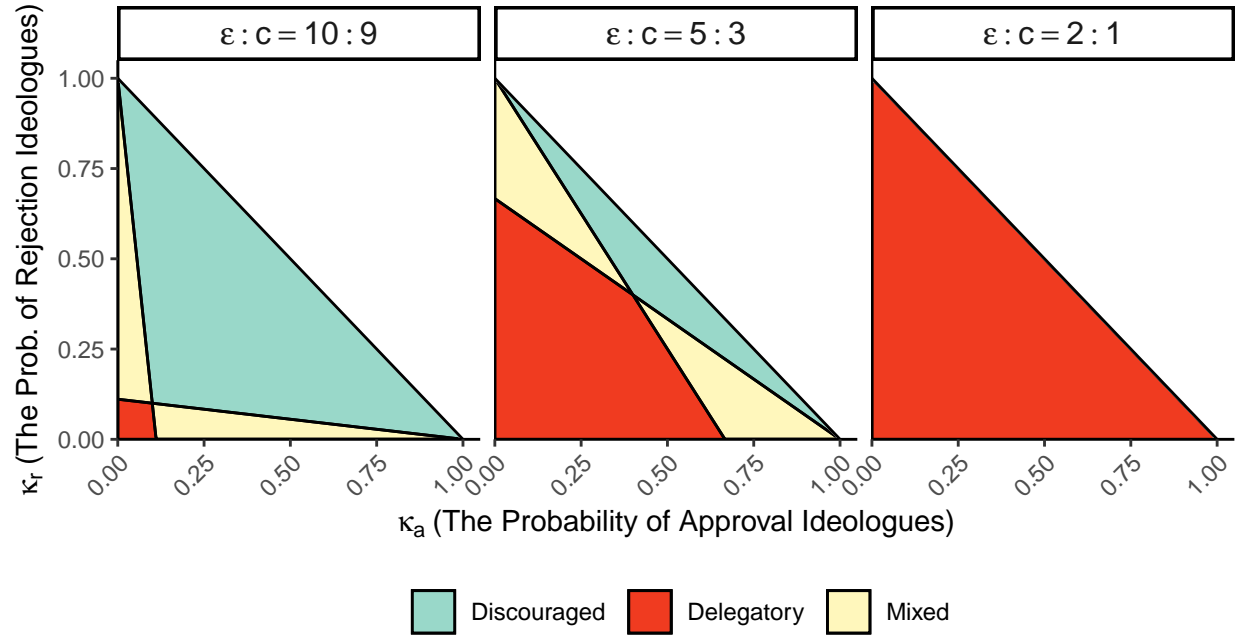 ε : c = 10 : 9
ε : c = 5 : 3
ε : c = 2 : 1
κr (The Prob. of Rejection Ideologues)
1.00
0.75
0.50
0.25
0.00
0.00 0.25 0.50 0.75 1.00
0.00 0.25 0.50 0.75 1.00
0.00 0.25 0.50 0.75 1.00
κa (The Probability of Approval Ideologues)
Discouraged Delegatory Mixed